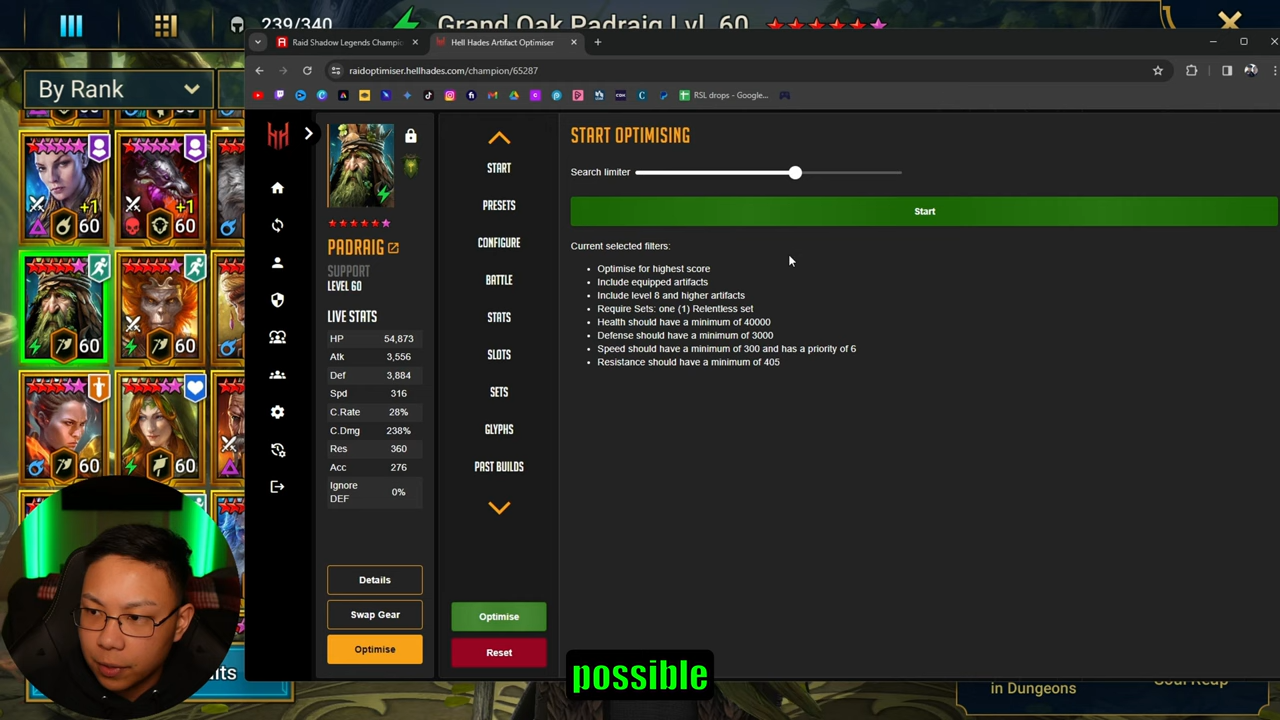 239/340
Grand Oak Padraig Lvl. 60
By Rank
+1
60
+1
60
60
60
60
60
Raid Shadow Legends Champic
Hell Hades Artifact Optimiser
raidoptimiser.hellhades.com/champion/65287
RSL drops - Google...
PADRAIG
SUPPORT
LEVEL 60
LIVE STATS
HP 54,873
Atk 3,556
Def 3,884
Spd 316
C.Rate 28%
C.Dmg 238%
Res 360
Acc 276
Ignore DEF 0%
Details
Swap Gear
Optimise
START
PRESETS
CONFIGURE
BATTLE
STATS
SLOTS
SETS
GLYPHS
PAST BUILDS
Optimise
Reset
START OPTIMISING
Search limiter
Start
Current selected filters:
• Optimise for highest score
• Include equipped artifacts
• Include level 8 and higher artifacts
• Require Sets: one (1) Relentless set
• Health should have a minimum of 40000
• Defense should have a minimum of 3000
• Speed should have a minimum of 300 and has a priority of 6
• Resistance should have a minimum of 405
possible
in Dungeons